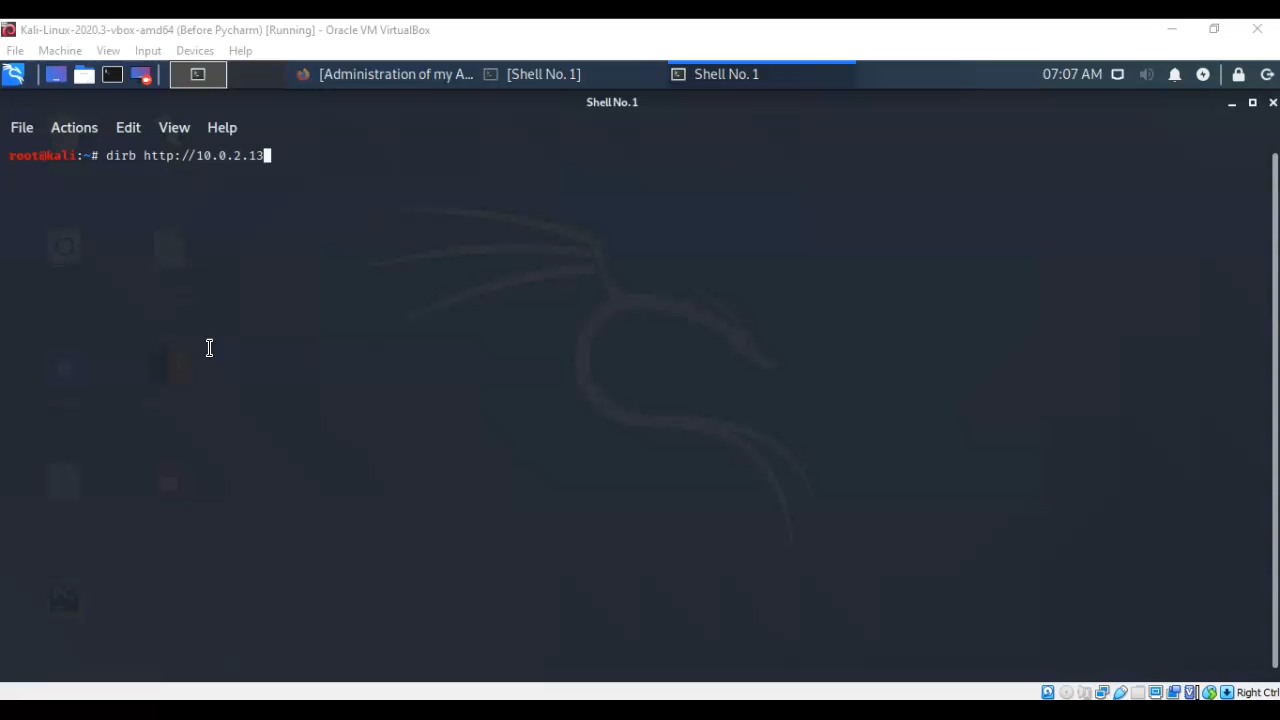 Kali-Linux-2020.3-vbox-amd64 (Before Pycharm) [Running] - Oracle VM VirtualBox
File Machine View Input Devices Help
[Administration of my A... [Shell No. 1] Shell No. 1 07:07 AM
Shell No. 1
File Actions Edit View Help
root@kali:~# dirb http://10.0.2.13
Right Ctrl